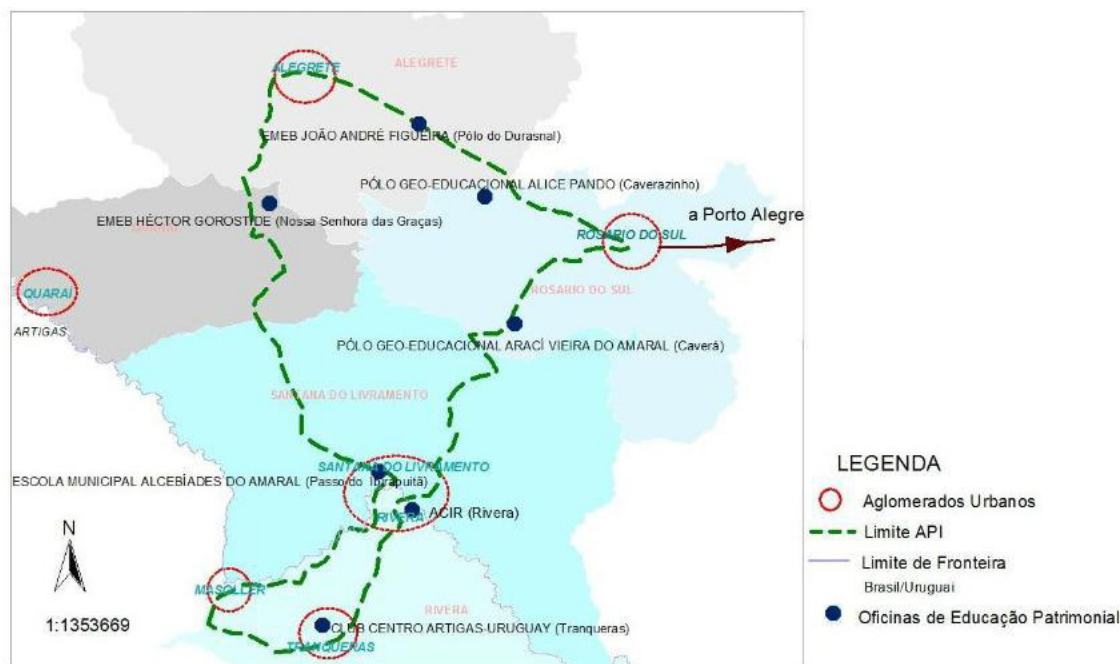 ALEGRETE
ALEGRETE
EMEB JOÃO ANDRÉ FIGUEIRA (Pólo do Durasnal)
PÓLO GEO-EDUCACIONAL ALICE PANDO (Caverazinho)
EMEB HÉCTOR GOROSTIDE (Nossa Senhora das Graças)
a Porto Alegre
ROSARIO DO SUL
QUARAÍ
ROSARIO DO SUL
ARTIGAS
PÓLO GEO-EDUCACIONAL ARACÍ VIEIRA DO AMARAL (Caverá)
SANTANA DO LIVRAMENTO
SANTANA DO LIVRAMENTO
ESCOLA MUNICIPAL ALCEBÍADES DO AMARAL (Passo do Ibirapuitã)
RIVERA
ACIR (Rivera)
N
MASOLLER
RIVERA
1:1353669
CLUB CENTRO ARTIGAS-URUGUAY (Tranqueras)
TRANQUERAS
LEGENDA
Aglomerados Urbanos
Limite API
Limite de Fronteira
Brasil/Uruguai
Oficinas de Educação Patrimonial